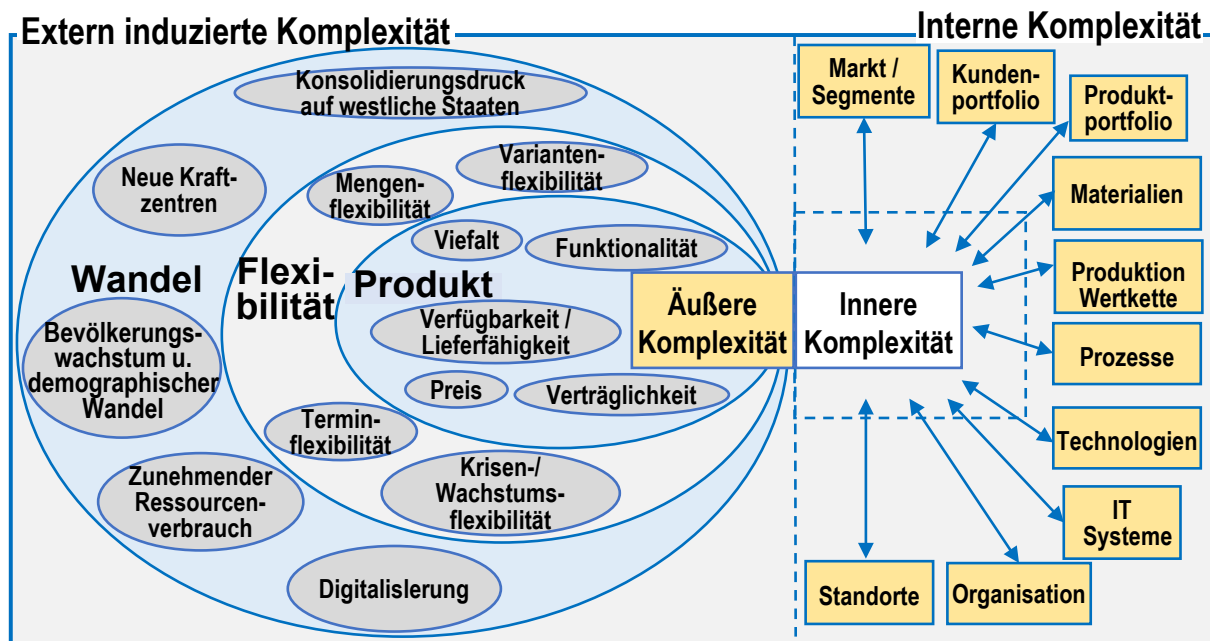 Extern induzierte Komplexität
Interne Komplexität
Konsolidierungsdruck
auf westliche Staaten
Neue Kraft-
zentren
Wandel
Bevölkerungs-
wachstum u.
demographischer
Wandel
Zunehmender
Ressourcen-
verbrauch
Digitalislerung
Flexi-
bilität
Mengen-
flexibilität
Varianten-
flexibilität
Termin-
flexibilität
Krisen-/
Wachstums-
flexibilität
Produkt
Viefalt
Funktionalität
Verfügbarkeit /
Lieferfähigkeit
Preis
Verträglichkeit
Äußere
Komplexität
Innere
Komplexität
Markt /
Segmente
Kunden-
portfolio
Produkt-
portfolio
Materialien
Produktion
Wertkette
Prozesse
Technologien
IT
Systeme
Organisation
Standorte